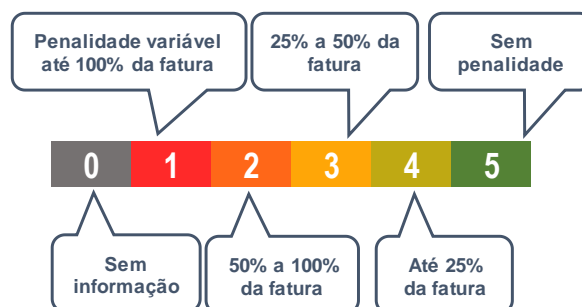 Penalidade variável
até 100% da fatura
25% a 50% da
fatura
Sem
penalidade
0 1 2 3 4 5
Sem
informação
50% a 100%
da fatura
Até 25%
da fatura